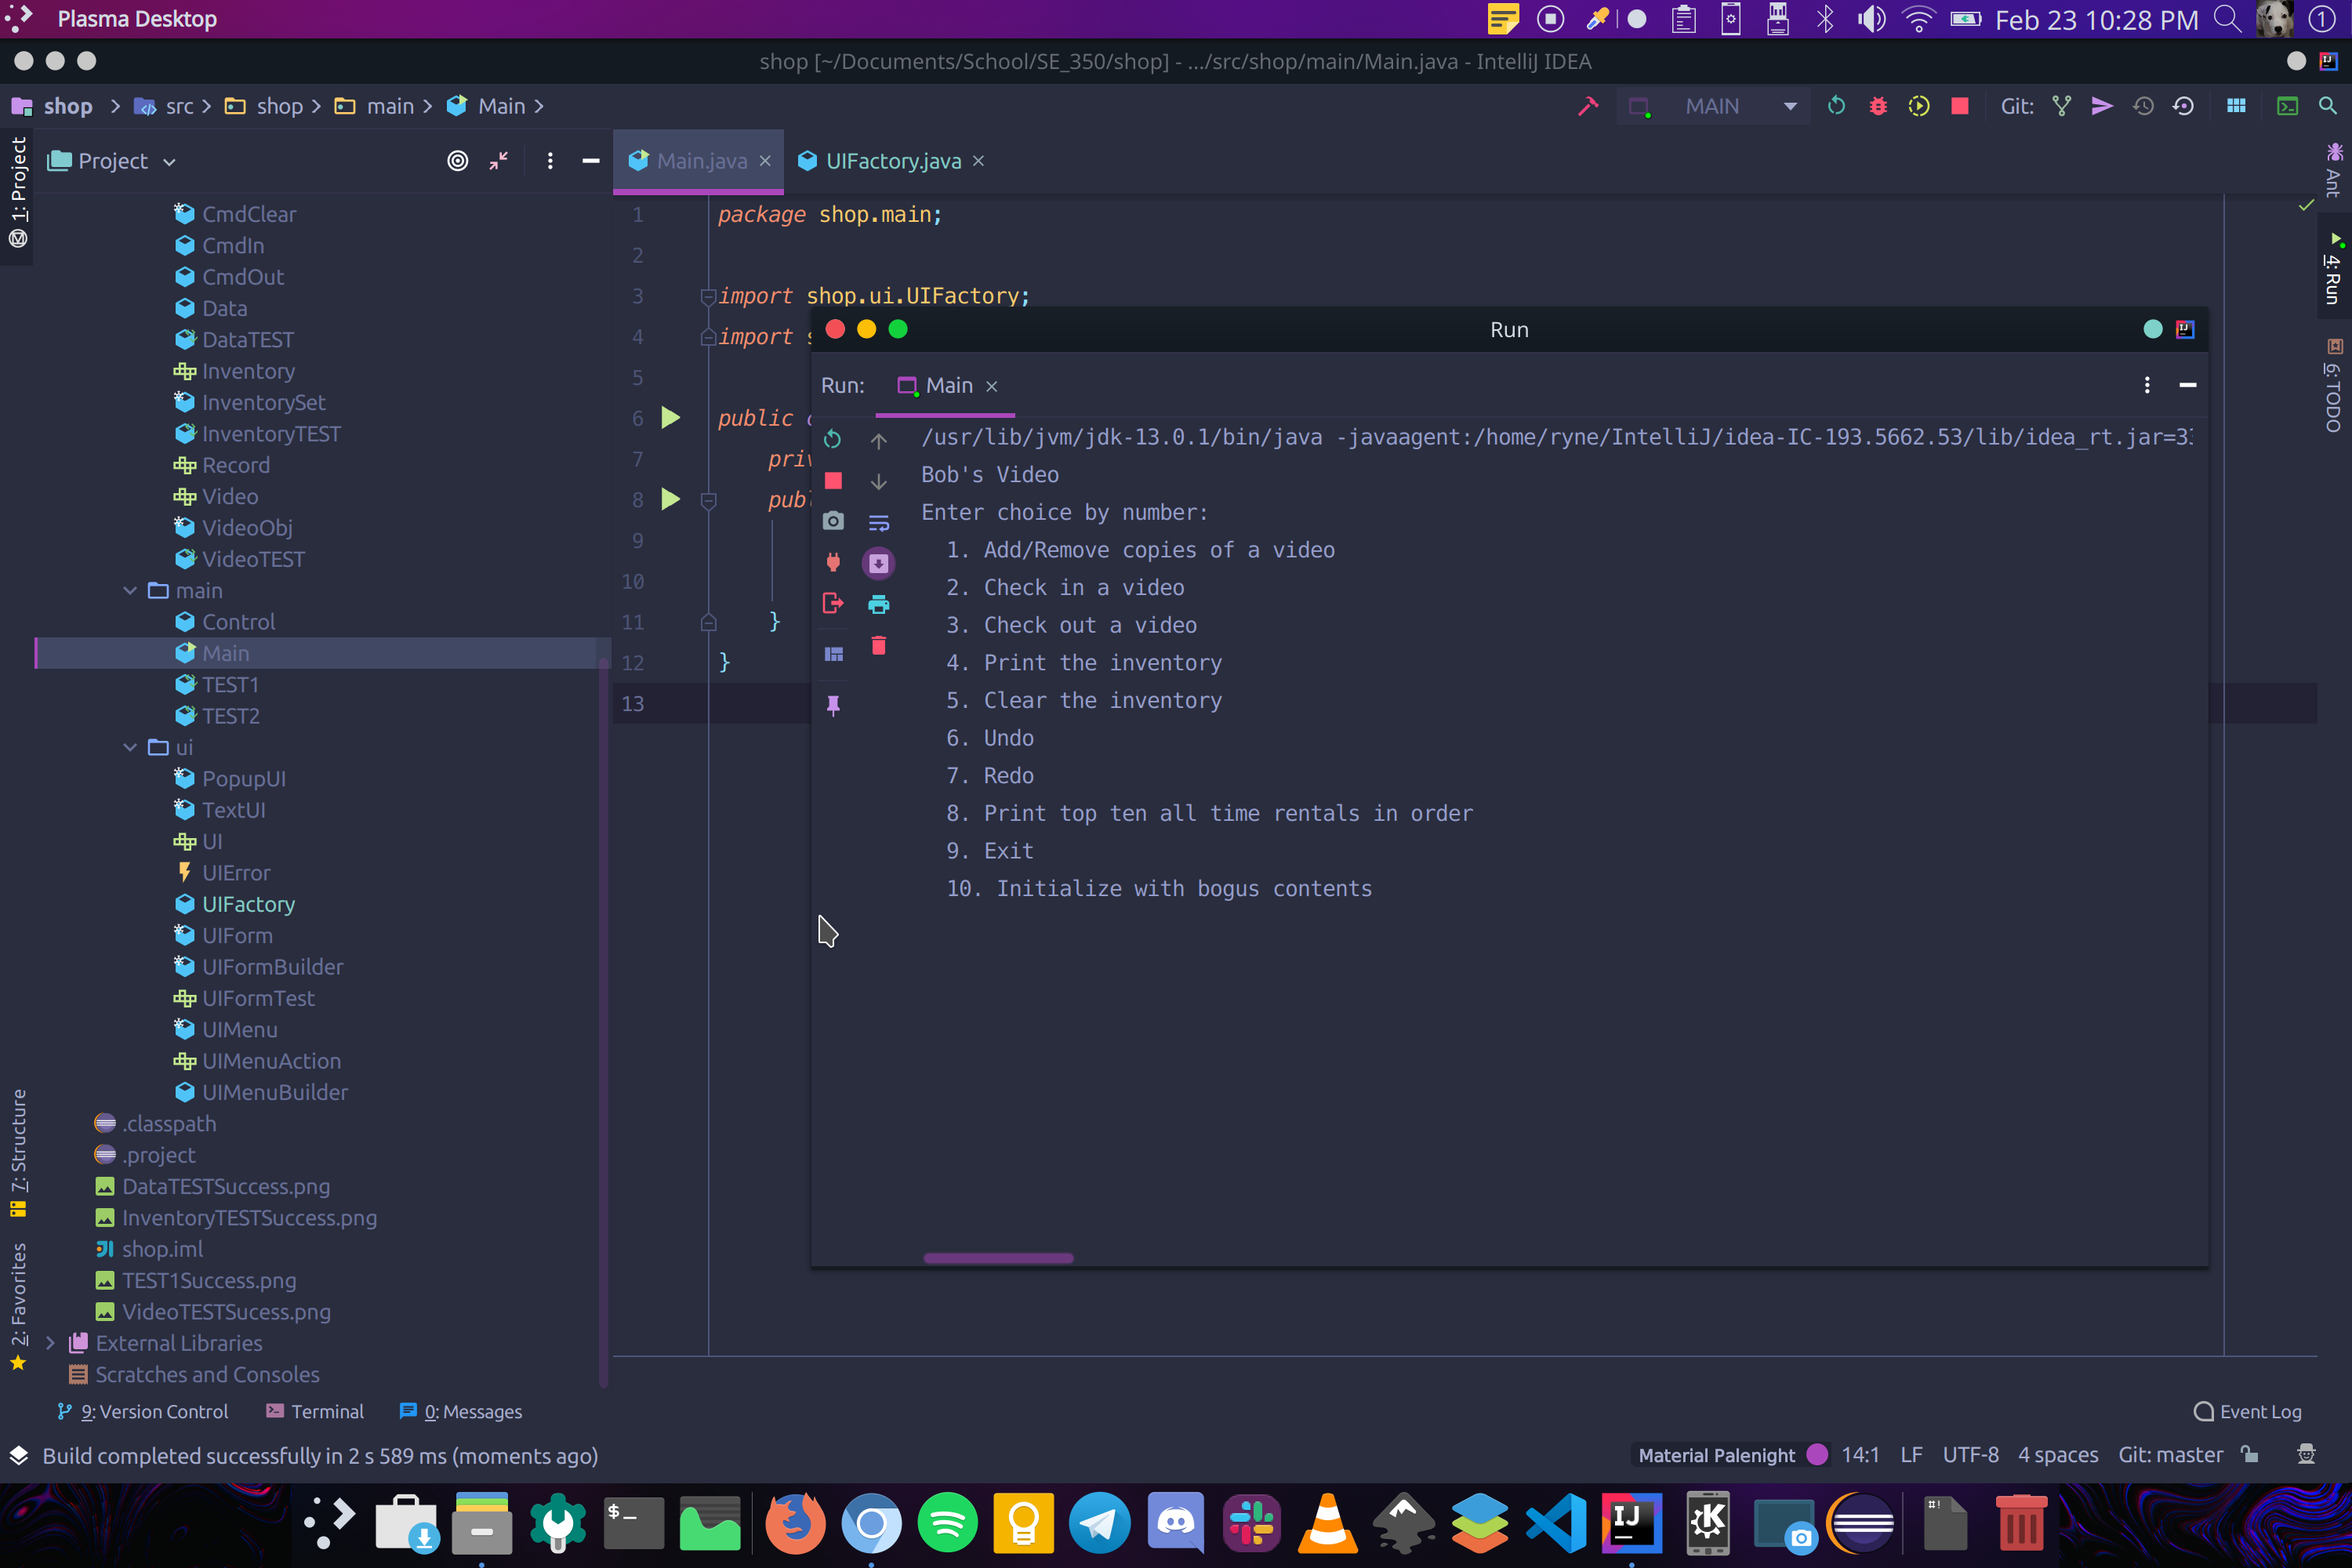 Plasma Desktop
Feb 23 10:28 PM
1
shop [~/Documents/School/SE_350/shop] - .../src/shop/main/Main.java - IntelliJ IDEA
shop > src > shop > main > Main >
MAIN
Git:
1: Project
Project
Main.java
UIFactory.java
Ant
4: Run
6: TODO
CmdClear
CmdIn
CmdOut
Data
DataTEST
Inventory
InventorySet
InventoryTEST
Record
Video
VideoObj
VideoTEST
main
Control
Main
TEST1
TEST2
ui
PopupUI
TextUI
UI
UIError
UIFactory
UIForm
UIFormBuilder
UIFormTest
UIMenu
UIMenuAction
UIMenuBuilder
.classpath
.project
DataTESTSuccess.png
InventoryTESTSuccess.png
shop.iml
TEST1Success.png
VideoTESTSucess.png
External Libraries
Scratches and Consoles
7: Structure
2: Favorites
1 package shop.main;
2
3 import shop.ui.UIFactory;
4 import s
5
6 public c
7 priv
8 publ
9
10
11 }
12 }
13
Run
Run: Main
/usr/lib/jvm/jdk-13.0.1/bin/java -javaagent:/home/ryne/IntelliJ/idea-IC-193.5662.53/lib/idea_rt.jar=33
Bob's Video
Enter choice by number:
1. Add/Remove copies of a video
2. Check in a video
3. Check out a video
4. Print the inventory
5. Clear the inventory
6. Undo
7. Redo
8. Print top ten all time rentals in order
9. Exit
10. Initialize with bogus contents
9: Version Control
Terminal
0: Messages
Event Log
Build completed successfully in 2 s 589 ms (moments ago)
Material Palenight
14:1 LF UTF-8 4 spaces Git: master
$_
IJ
K
#!